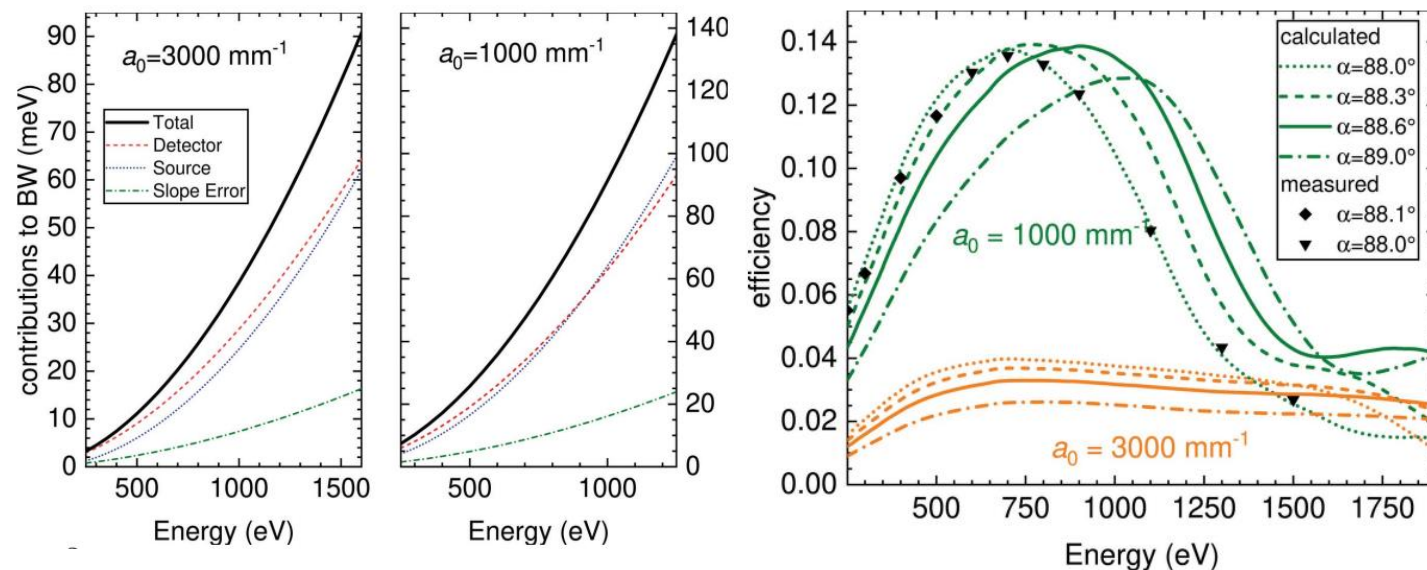 contributions to BW (meV)
90
80
70
60
50
40
30
20
10
0
a₀=3000 mm⁻¹
Total
Detector
Source
Slope Error
500
1000
1500
Energy (eV)
a₀=1000 mm⁻¹
140
120
100
80
60
40
20
0
500
1000
Energy (eV)
efficiency
0.14
0.12
0.10
0.08
0.06
0.04
0.02
0.00
calculated
α=88.0°
α=88.3°
α=88.6°
α=89.0°
measured
α=88.1°
α=88.0°
a₀ = 1000 mm⁻¹
a₀ = 3000 mm⁻¹
500
750
1000
1250
1500
1750
Energy (eV)